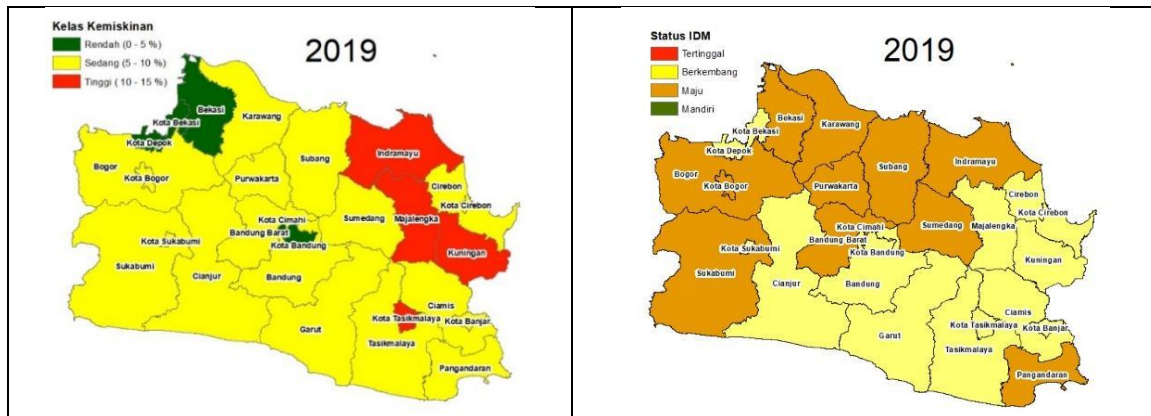 Kelas Kemiskinan
Rendah (0 - 5 %)
Sedang (5 - 10 %)
Tinggi (10 - 15 %)
2019
Bekasi
Kota Bekasi
Karawang
Kota Depok
Indramayu
Subang
Bogor
Kota Bogor
Purwakarta
Cirebon
Kota Cirebon
Kota Cimahi
Sumedang
Majalengka
Bandung Barat
Kota Sukabumi
Kota Bandung
Kuningan
Sukabumi
Cianjur
Bandung
Ciamis
Kota Tasikmalaya
Kota Banjar
Garut
Tasikmalaya
Pangandaran
Status IDM
Tertinggal
Berkembang
Maju
Mandiri
2019
Bekasi
Kota Bekasi
Karawang
Kota Depok
Subang
Indramayu
Bogor
Kota Bogor
Purwakarta
Cirebon
Kota Cirebon
Kota Cimahi
Sumedang
Majalengka
Bandung Barat
Kota Sukabumi
Kota Bandung
Kuningan
Sukabumi
Cianjur
Bandung
Ciamis
Kota Tasikmalaya
Kota Banjar
Garut
Tasikmalaya
Pangandaran